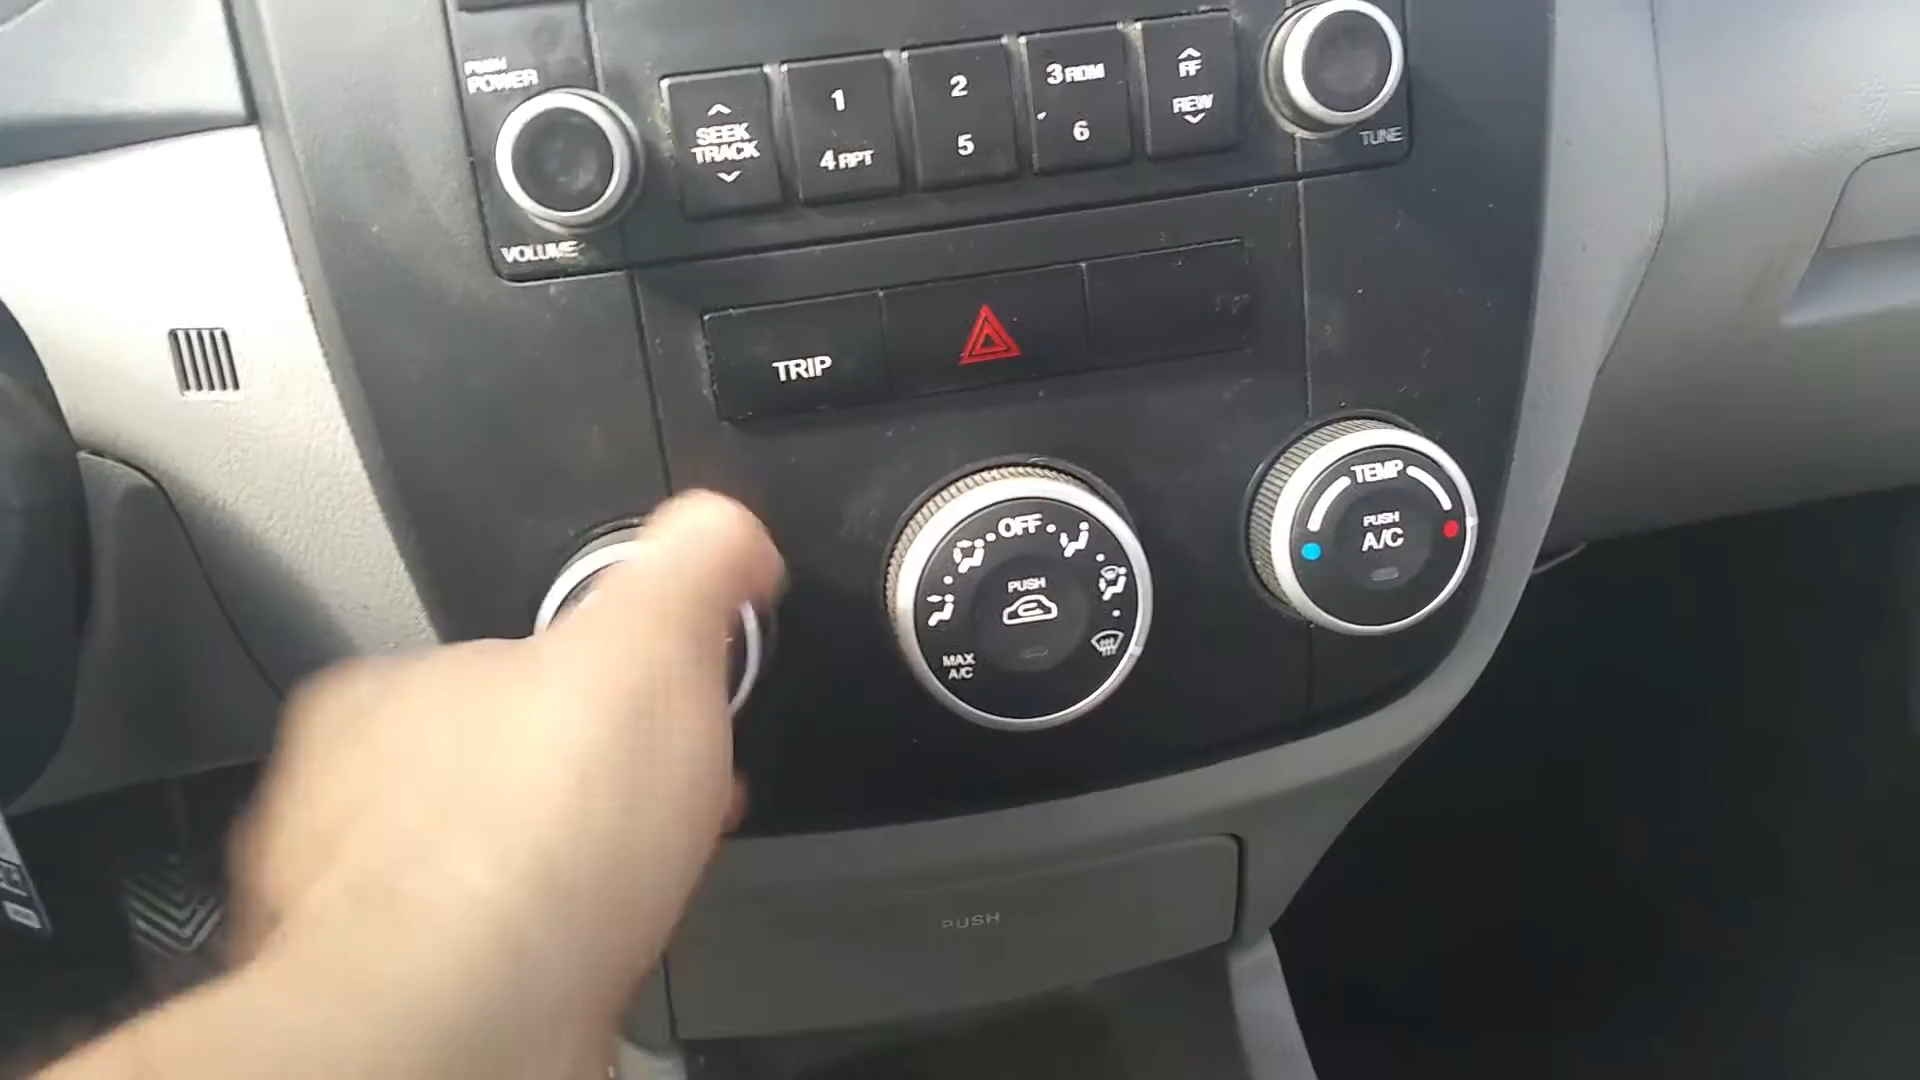 PUSH
POWER
VOLUME
SEEK
TRACK
1
4 RPT
2
5
3 RDM
6
FF
REW
TUNE
TRIP
OFF
PUSH
MAX
A/C
TEMP
PUSH
A/C
PUSH